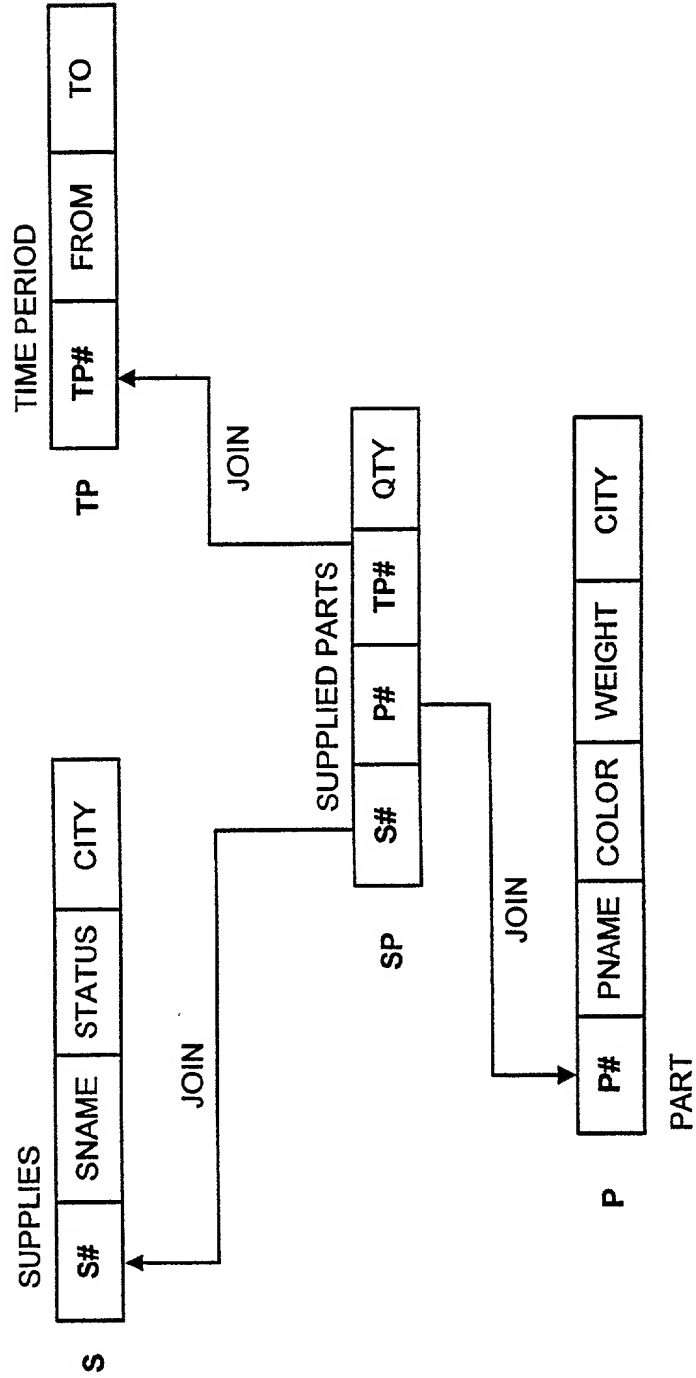 SUPPLIES
S S# SNAME STATUS CITY
TIME PERIOD
TP TP# FROM TO
JOIN
JOIN
SUPPLIED PARTS
SP S# P# TP# QTY
JOIN
P P# PNAME COLOR WEIGHT CITY
PART